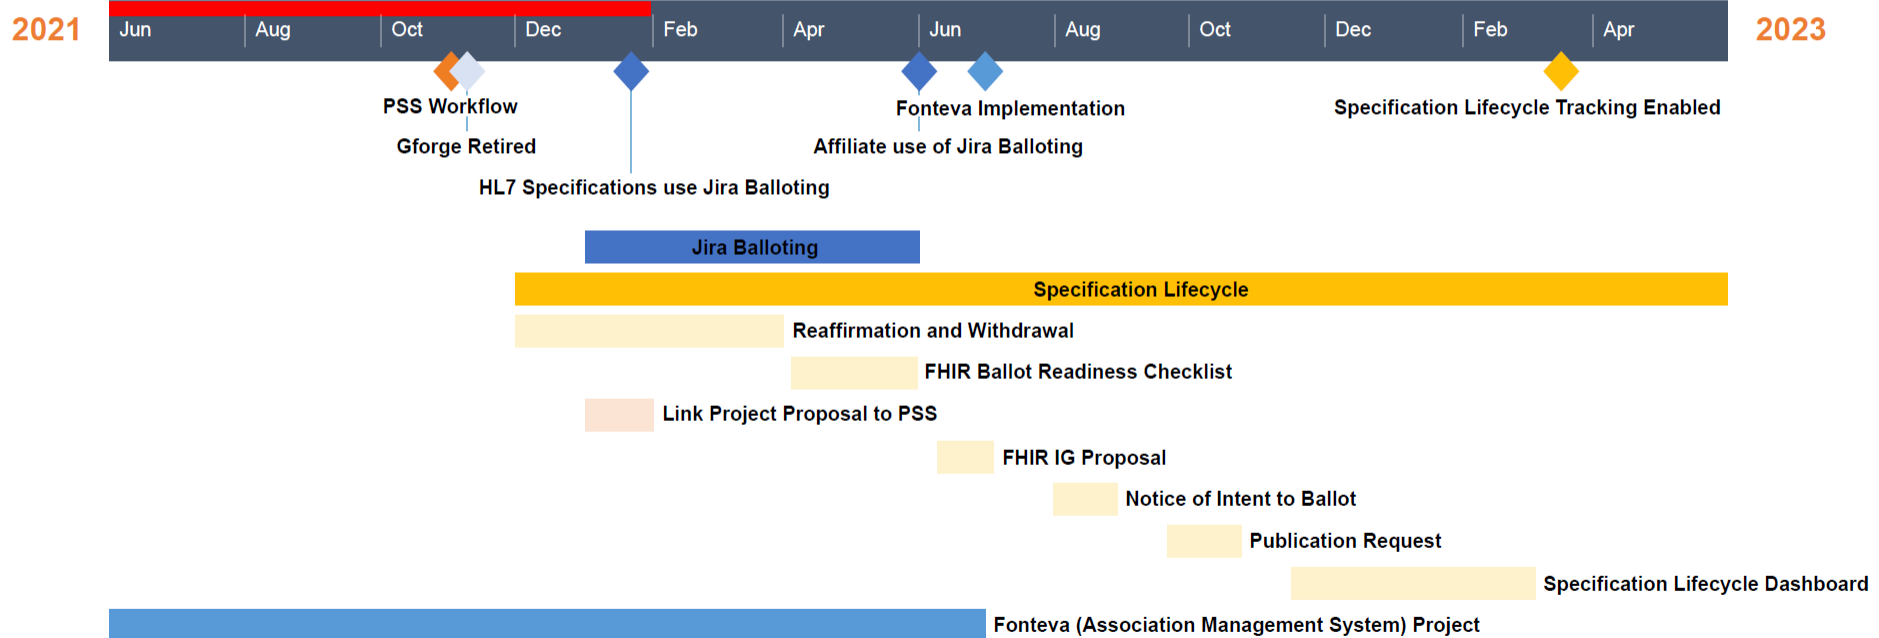 2021
Jun Aug Oct Dec Feb Apr Jun Aug Oct Dec Feb Apr
2023
PSS Workflow
Fonteva Implementation
Specification Lifecycle Tracking Enabled
Gforge Retired
Affiliate use of Jira Balloting
HL7 Specifications use Jira Balloting
Jira Balloting
Specification Lifecycle
Reaffirmation and Withdrawal
FHIR Ballot Readiness Checklist
Link Project Proposal to PSS
FHIR IG Proposal
Notice of Intent to Ballot
Publication Request
Specification Lifecycle Dashboard
Fonteva (Association Management System) Project